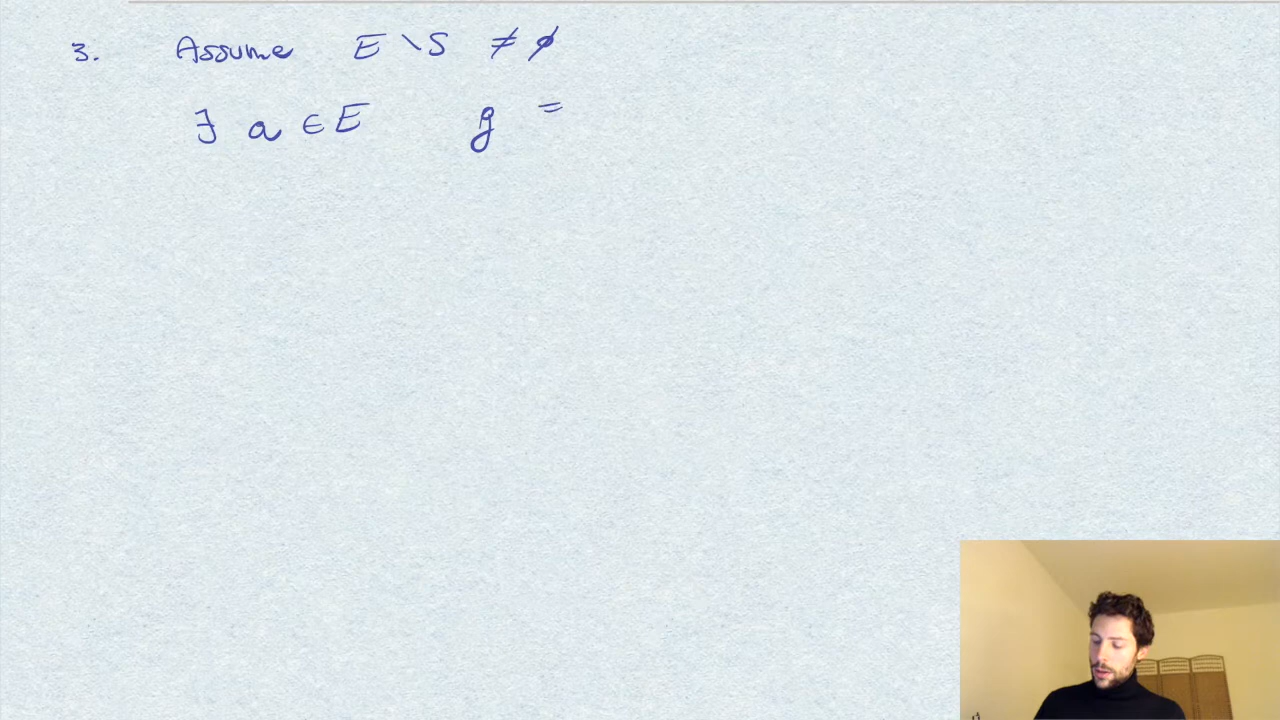 3. Assume E \ S ≠ ∅
∃ a ∈ E g =